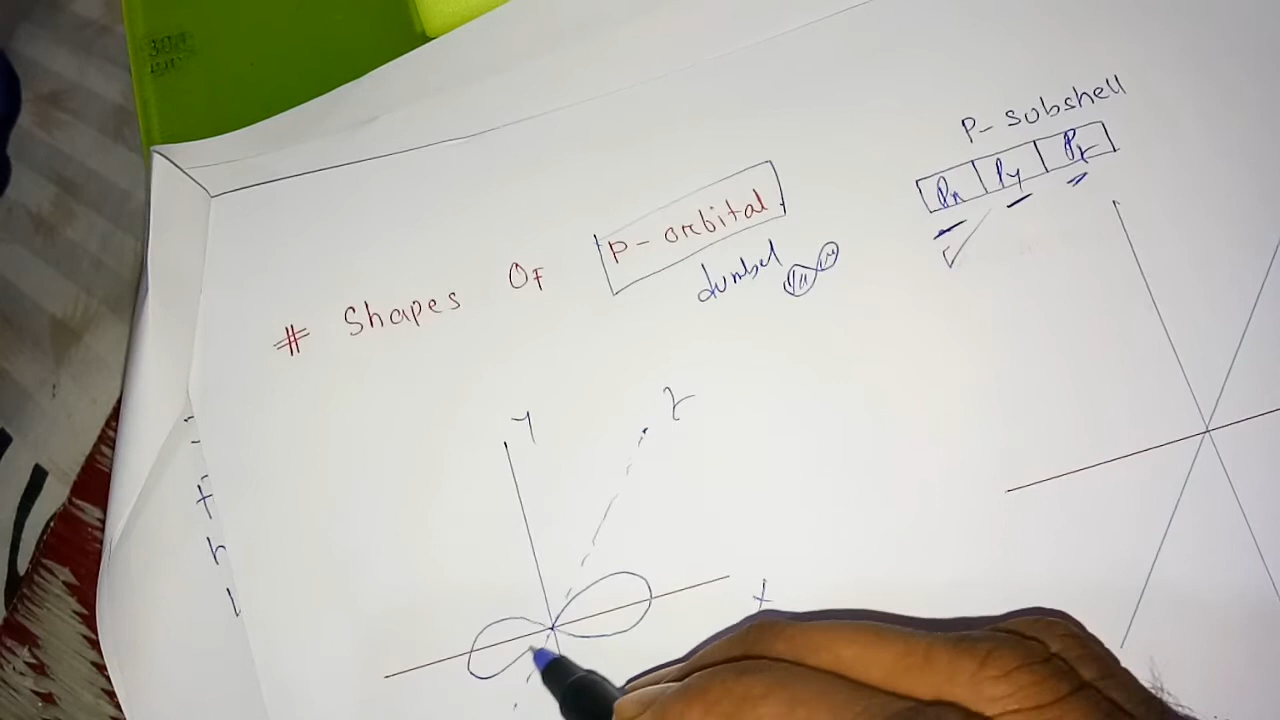 P- subshell
Px Py Pz
# Shapes Of P- orbital
dumbel
y
z
x